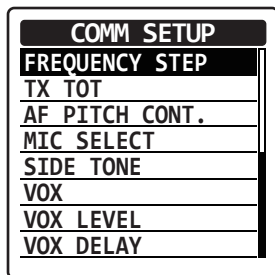 COMM SETUP
FREQUENCY STEP
TX TOT
AF PITCH CONT.
MIC SELECT
SIDE TONE
VOX
VOX LEVEL
VOX DELAY